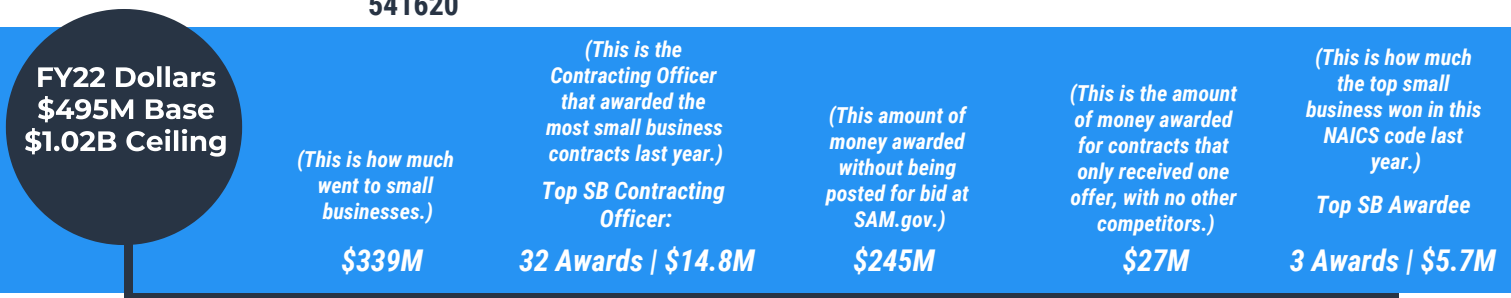 541620
FY22 Dollars
$495M Base
$1.02B Ceiling
(This is how much
went to small
businesses.)
$339M
(This is the
Contracting Officer
that awarded the
most small business
contracts last year.)
Top SB Contracting
Officer:
32 Awards | $14.8M
(This amount of
money awarded
without being
posted for bid at
SAM.gov.)
$245M
(This is the amount
of money awarded
for contracts that
only received one
offer, with no other
competitors.)
$27M
(This is how much
the top small
business won in this
NAICS code last
year.)
Top SB Awardee
3 Awards | $5.7M